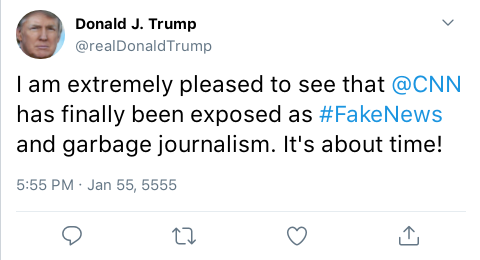 Donald J. Trump
@realDonaldTrump
I am extremely pleased to see that @CNN
has finally been exposed as #FakeNews
and garbage journalism. It's about time!
5:55 PM · Jan 55, 5555